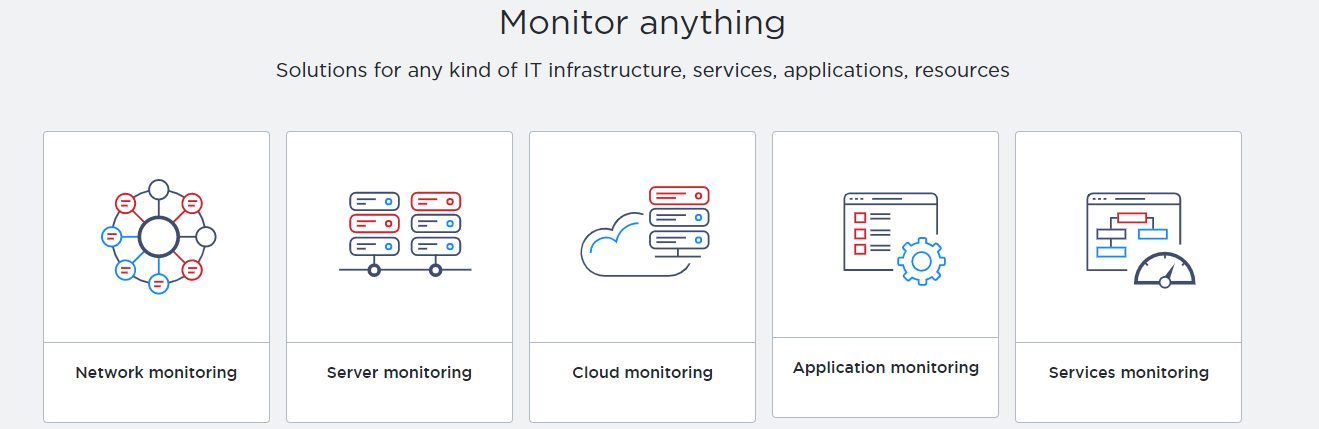 Monitor anything
Solutions for any kind of IT infrastructure, services, applications, resources
Network monitoring
Server monitoring
Cloud monitoring
Application monitoring
Services monitoring